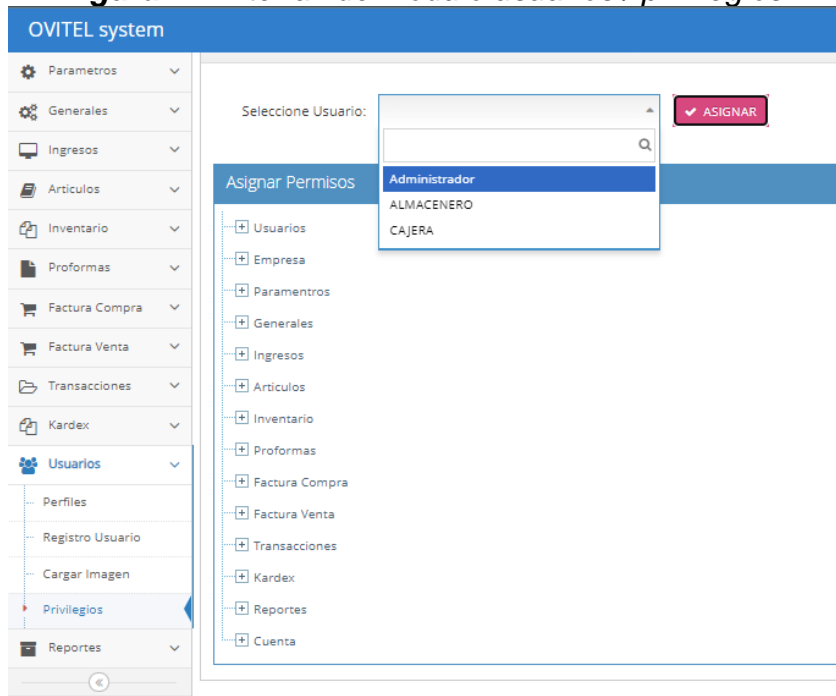 OVITEL system
Parametros
Generales
Ingresos
Articulos
Inventario
Proformas
Factura Compra
Factura Venta
Transacciones
Kardex
Usuarios
Perfiles
Registro Usuario
Cargar Imagen
Privilegios
Reportes
Seleccione Usuario:
ASIGNAR
Administrador
ALMACENERO
CAJERA
Asignar Permisos
Usuarios
Empresa
Paramentros
Generales
Ingresos
Articulos
Inventario
Proformas
Factura Compra
Factura Venta
Transacciones
Kardex
Reportes
Cuenta